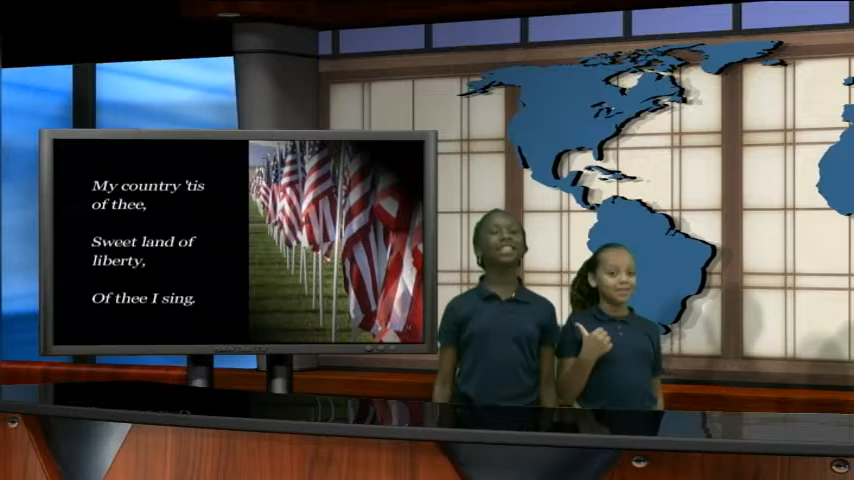 My country 'tis
of thee,
Sweet land of
liberty,
Of thee I sing.